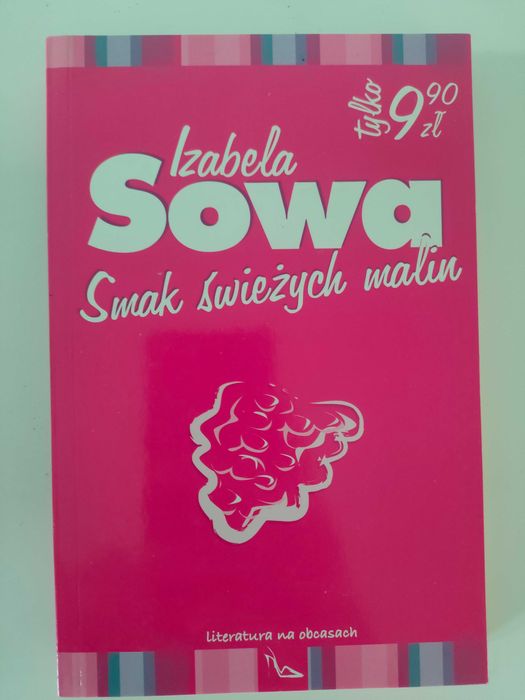 tylko 9 90 zł
Izabela
Sowa
Smak świeżych malin
literatura na obcasach